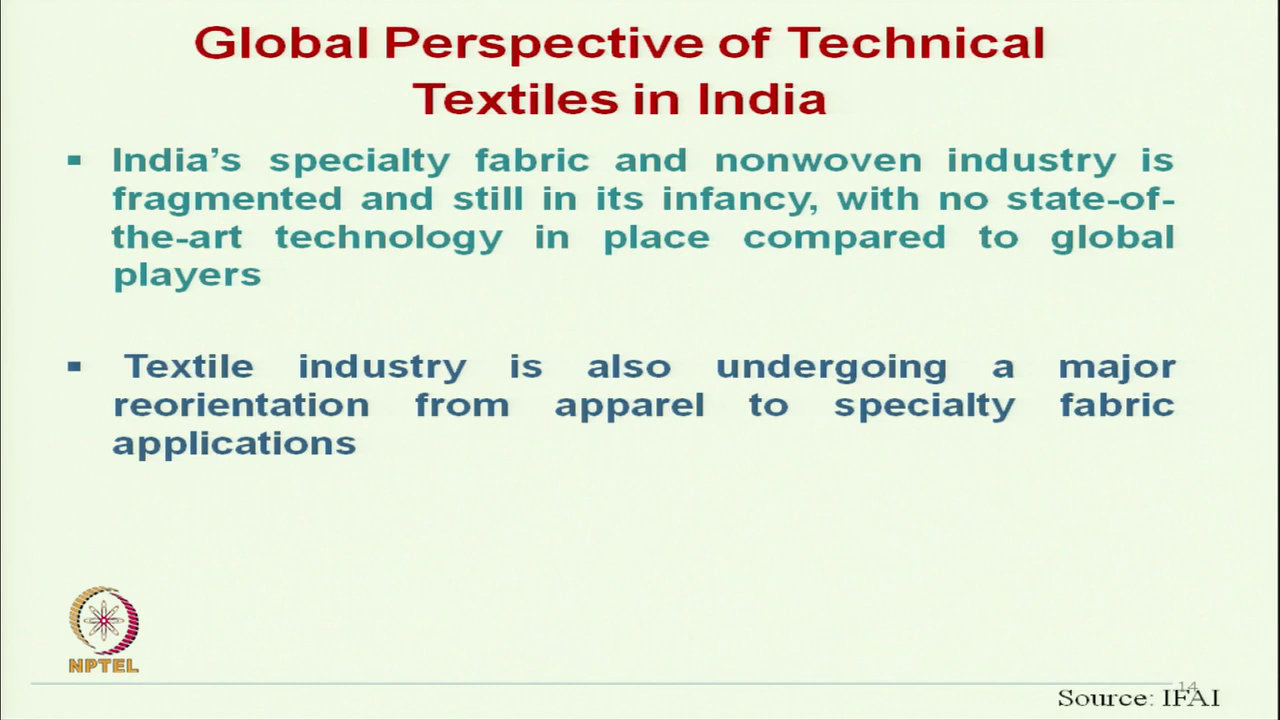 Global Perspective of Technical
Textiles in India
▪ India’s specialty fabric and nonwoven industry is
fragmented and still in its infancy, with no state-of-
the-art technology in place compared to global
players
▪ Textile industry is also undergoing a major
reorientation from apparel to specialty fabric
applications
NPTEL
14
Source: IFAI